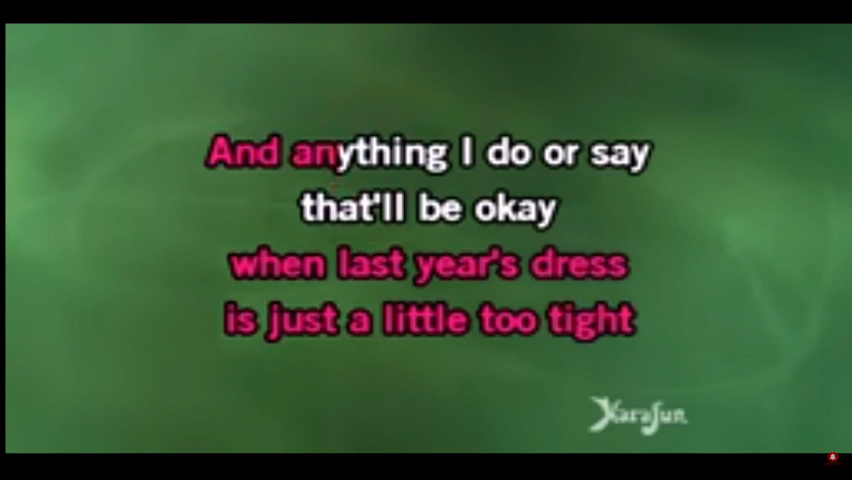 And anything I do or say
that'll be okay
when last year's dress
is just a little too tight
KaraFun